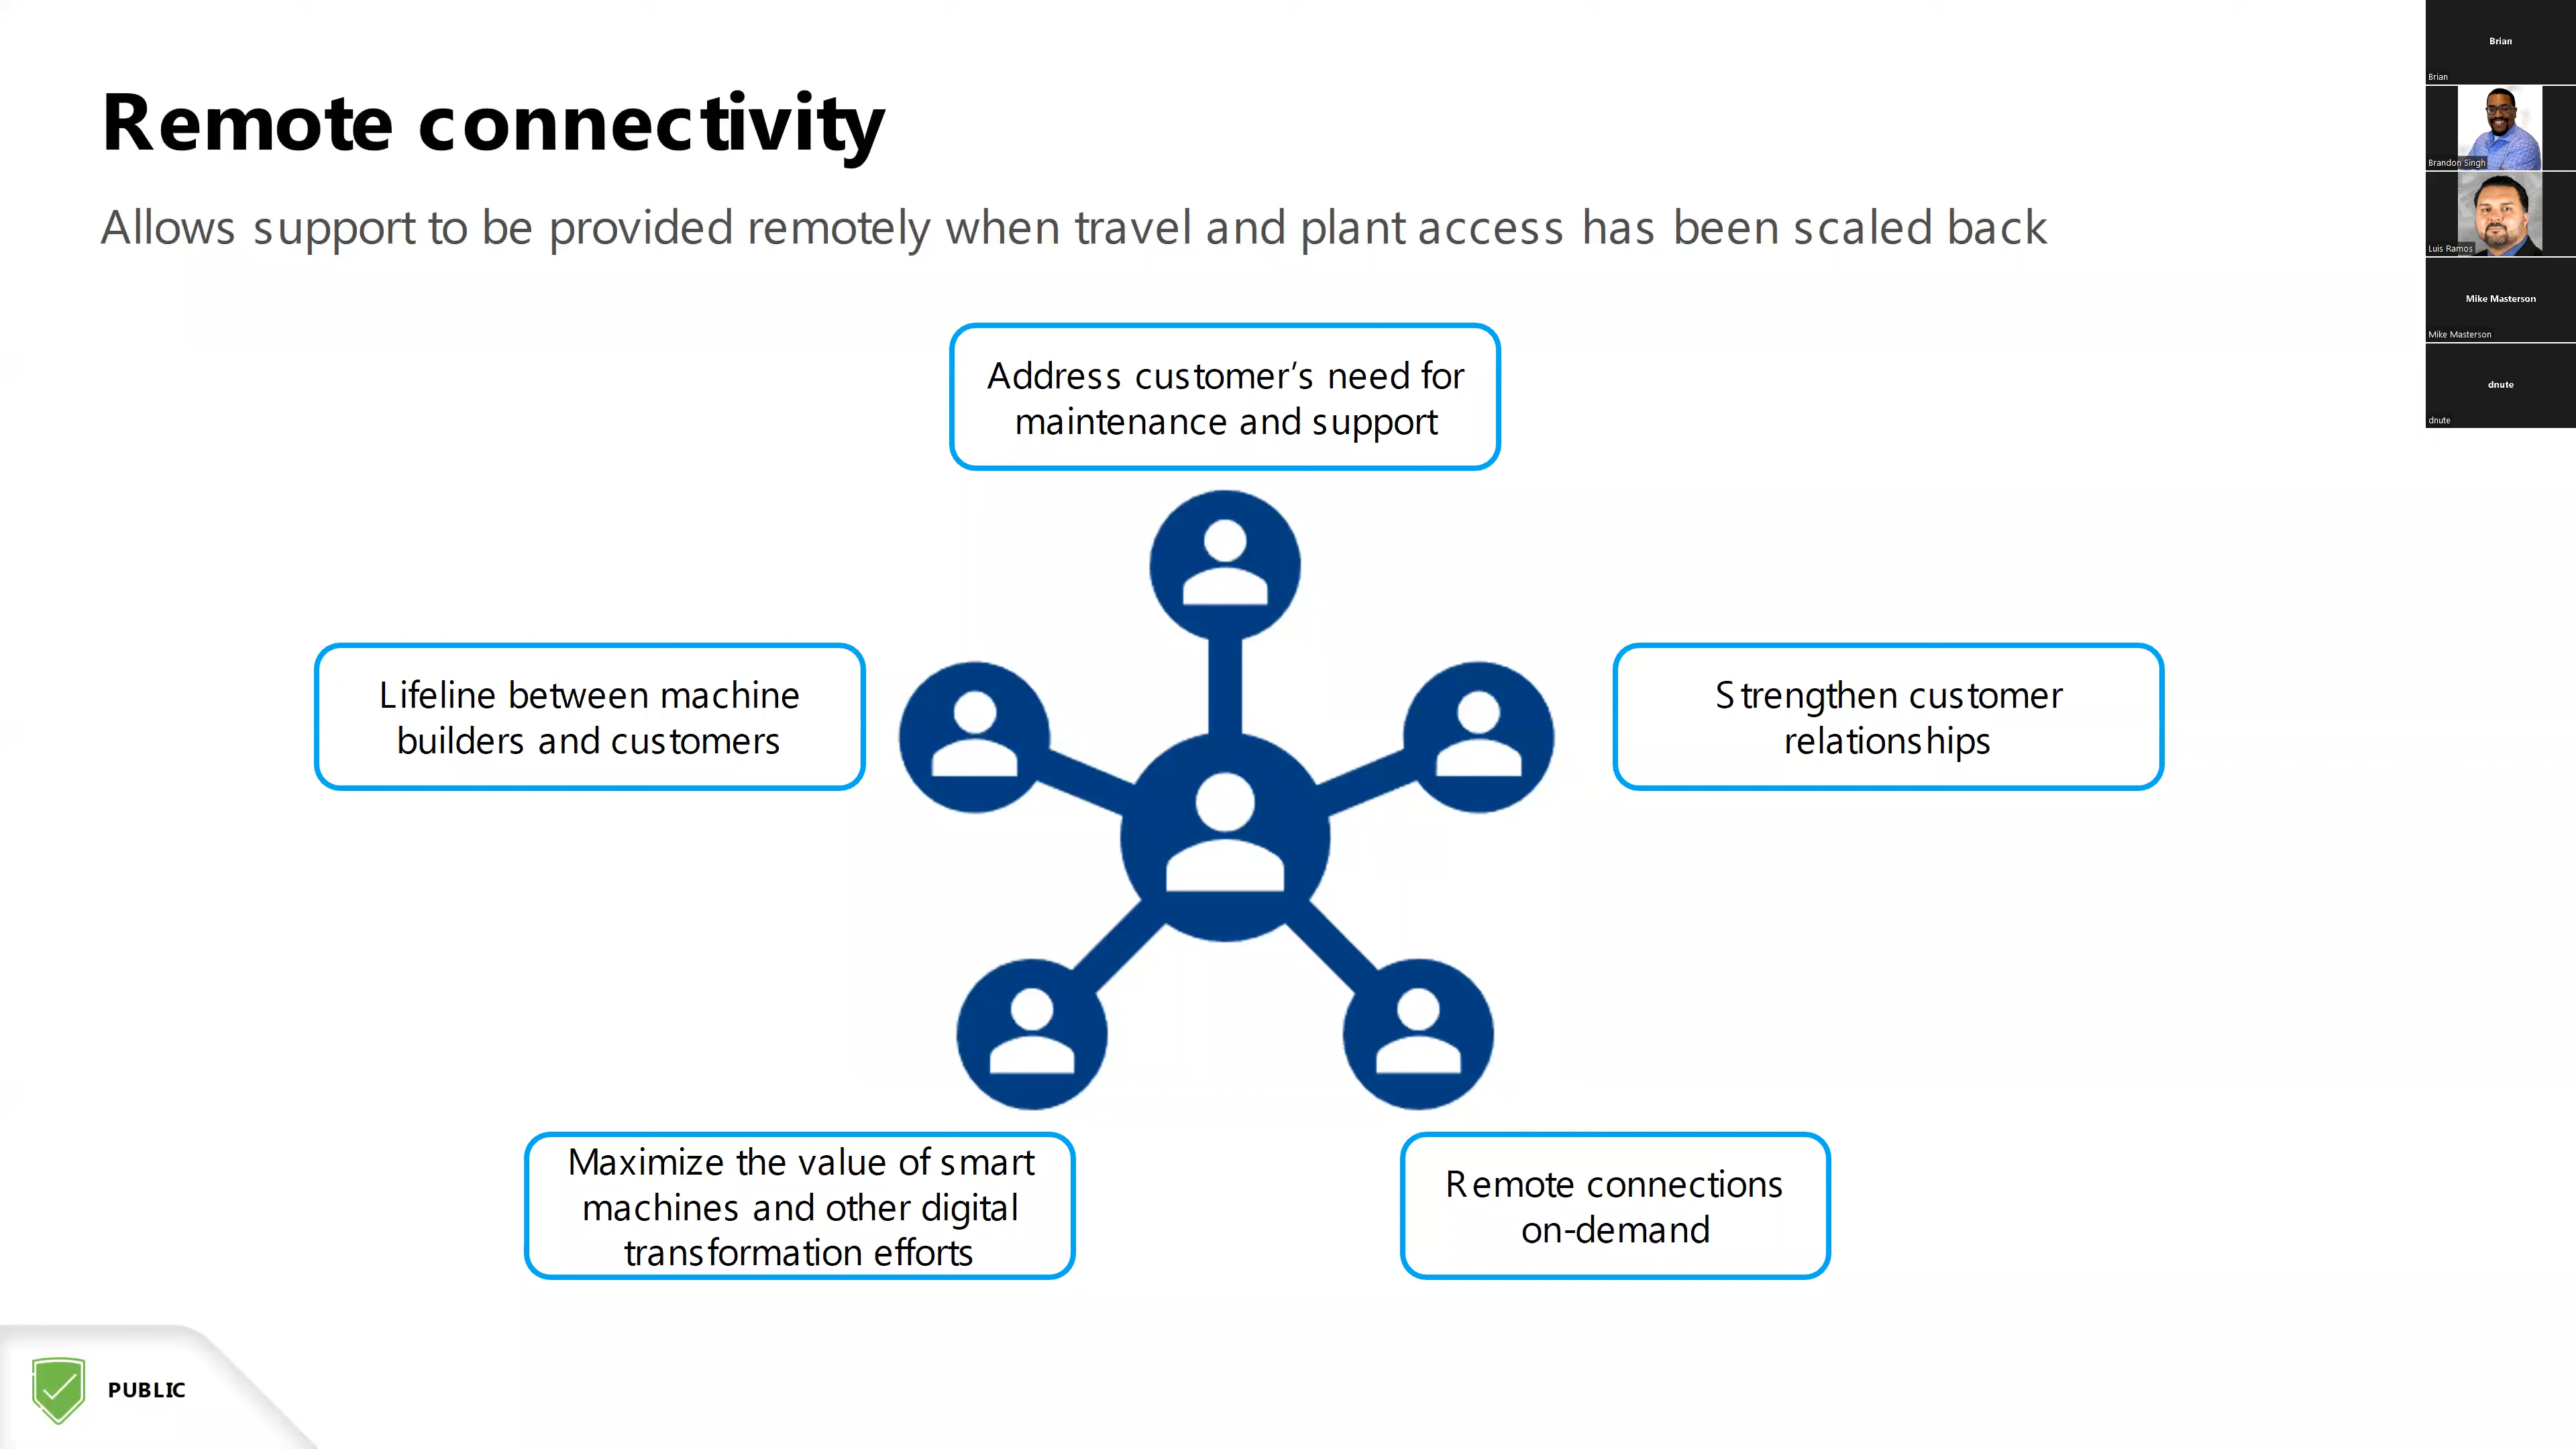 Remote connectivity
Allows support to be provided remotely when travel and plant access has been scaled back
Address customer’s need for
maintenance and support
Lifeline between machine
builders and customers
Strengthen customer
relationships
Maximize the value of smart
machines and other digital
transformation efforts
Remote connections
on-demand
PUBLIC
Brian
Brian
Brandon Singh
Luis Ramos
Mike Masterson
Mike Masterson
dnute
dnute